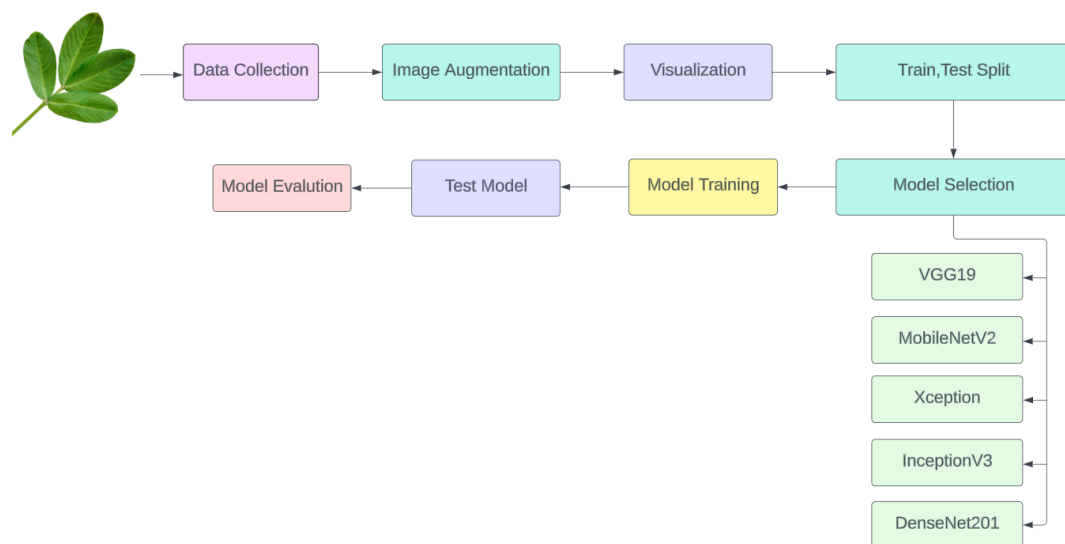 Data Collection
Image Augmentation
Visualization
Train,Test Split
Model Evalution
Test Model
Model Training
Model Selection
VGG19
MobileNetV2
Xception
InceptionV3
DenseNet201